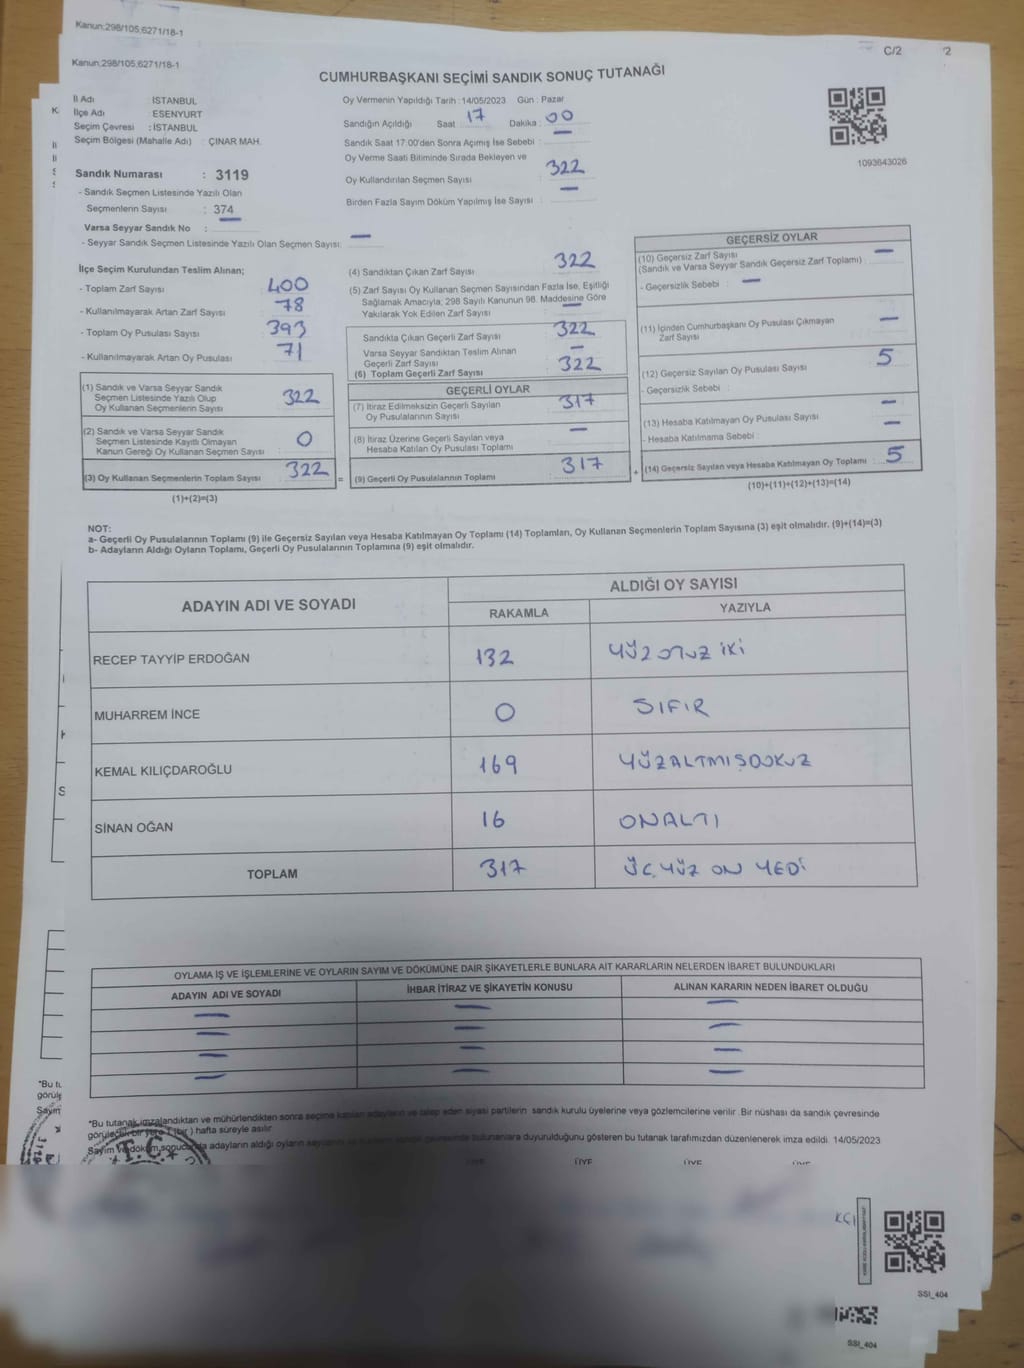 Kanun:298/105,6271/18-1
Kanun:298/105,6271/18-1
C/2
2
CUMHURBAŞKANI SEÇİMİ SANDIK SONUÇ TUTANAĞI
İl Adı İSTANBUL
İlçe Adı ESENYURT
Seçim Çevresi : İSTANBUL
Seçim Bölgesi (Mahalle Adı) : ÇINAR MAH.
Sandık Numarası : 3119
- Sandık Seçmen Listesinde Yazılı Olan
Seçmenlerin Sayısı : 374
Varsa Seyyar Sandık No :
- Seyyar Sandık Seçmen Listesinde Yazılı Olan Seçmen Sayısı: —
Oy Vermenin Yapıldığı Tarih : 14/05/2023 Gün : Pazar
Sandığın Açıldığı Saat : 17 Dakika : 00
Sandık Saat 17:00'den Sonra Açımış İse Sebebi : —
Oy Verme Saati Bitiminde Sırada Bekleyen ve
Oy Kullandırılan Seçmen Sayısı : 322
Birden Fazla Sayım Döküm Yapılmış İse Sayısı : —
1093643026
İlçe Seçim Kurulundan Teslim Alınan;
- Toplam Zarf Sayısı : 400
- Kullanılmayarak Artan Zarf Sayısı : 78
- Toplam Oy Pusulası Sayısı : 393
- Kullanılmayarak Artan Oy Pusulası : 71
(1) Sandık ve Varsa Seyyar Sandık
Seçmen Listesinde Yazılı Olup
Oy Kullanan Seçmenlerin Sayısı : 322
(2) Sandık ve Varsa Seyyar Sandık
Seçmen Listesinde Kayıtlı Olmayan
Kanun Gereği Oy Kullanan Seçmen Sayısı : 0
(3) Oy Kullanan Seçmenlerin Toplam Sayısı : 322
(1)+(2)=(3)
=
(4) Sandıktan Çıkan Zarf Sayısı : 322
(5) Zarf Sayısı Oy Kullanan Seçmen Sayısından Fazla İse, Eşitliği
Sağlamak Amacıyla; 298 Sayılı Kanunun 98. Maddesine Göre
Yakılarak Yok Edilen Zarf Sayısı : —
Sandıkta Çıkan Geçerli Zarf Sayısı : 322
Varsa Seyyar Sandıktan Teslim Alınan
Geçerli Zarf Sayısı : —
(6) Toplam Geçerli Zarf Sayısı : 322
GEÇERLİ OYLAR
(7) İtiraz Edilmeksizin Geçerli Sayılan
Oy Pusulalarının Sayısı : 317
(8) İtiraz Üzerine Geçerli Sayılan veya
Hesaba Katılan Oy Pusulası Toplamı : —
(9) Geçerli Oy Pusulalarının Toplamı : 317
+
GEÇERSİZ OYLAR
(10) Geçersiz Zarf Sayısı
(Sandık ve Varsa Seyyar Sandık Geçersiz Zarf Toplamı) : —
- Geçersizlik Sebebi : —
(11) İçinden Cumhurbaşkanı Oy Pusulası Çıkmayan
Zarf Sayısı : —
(12) Geçersiz Sayılan Oy Pusulası Sayısı : 5
- Geçersizlik Sebebi : —
(13) Hesaba Katılmayan Oy Pusulası Sayısı : —
- Hesaba Katılmama Sebebi :
(14) Geçersiz Sayılan veya Hesaba Katılmayan Oy Toplamı : 5
(10)+(11)+(12)+(13)=(14)
NOT:
a- Geçerli Oy Pusulalarının Toplamı (9) ile Geçersiz Sayılan veya Hesaba Katılmayan Oy Toplamı (14) Toplamları, Oy Kullanan Seçmenlerin Toplam Sayısına (3) eşit olmalıdır. (9)+(14)=(3)
b- Adayların Aldığı Oyların Toplamı, Geçerli Oy Pusulalarının Toplamına (9) eşit olmalıdır.
ADAYIN ADI VE SOYADI
ALDIĞI OY SAYISI
RAKAMLA YAZIYLA
RECEP TAYYİP ERDOĞAN 132 YÜZ OTUZ İKİ
MUHARREM İNCE 0 SIFIR
KEMAL KILIÇDAROĞLU 169 YÜZALTMIŞDOKUZ
SİNAN OĞAN 16 ONALTI
TOPLAM 317 ÜÇ YÜZ ON YEDİ
OYLAMA İŞ VE İŞLEMLERİNE VE OYLARIN SAYIM VE DÖKÜMÜNE DAİR ŞİKAYETLERLE BUNLARA AİT KARARLARIN NELERDEN İBARET BULUNDUKLARI
ADAYIN ADI VE SOYADI İHBAR İTİRAZ VE ŞİKAYETİN KONUSU ALINAN KARARIN NEDEN İBARET OLDUĞU
— — —
— — —
— — —
— — —
*Bu tutanak imzalandıktan ve mühürlendikten sonra seçime katılan adayların ve talep eden siyasi partilerin sandık kurulu üyelerine veya gözlemcilerine verilir. Bir nüshası da sandık çevresinde
görülebilir bir yere 1 (bir) hafta süreyle asılır.
Sayım ve döküm sonucunda adayların aldığı oyların duyurulduğunu gösteren bu tutanak tarafımızdan düzenlenerek imza edildi. 14/05/2023
T.C.
ÜYE ÜYE ÜYE
SSI_404
SSI_404